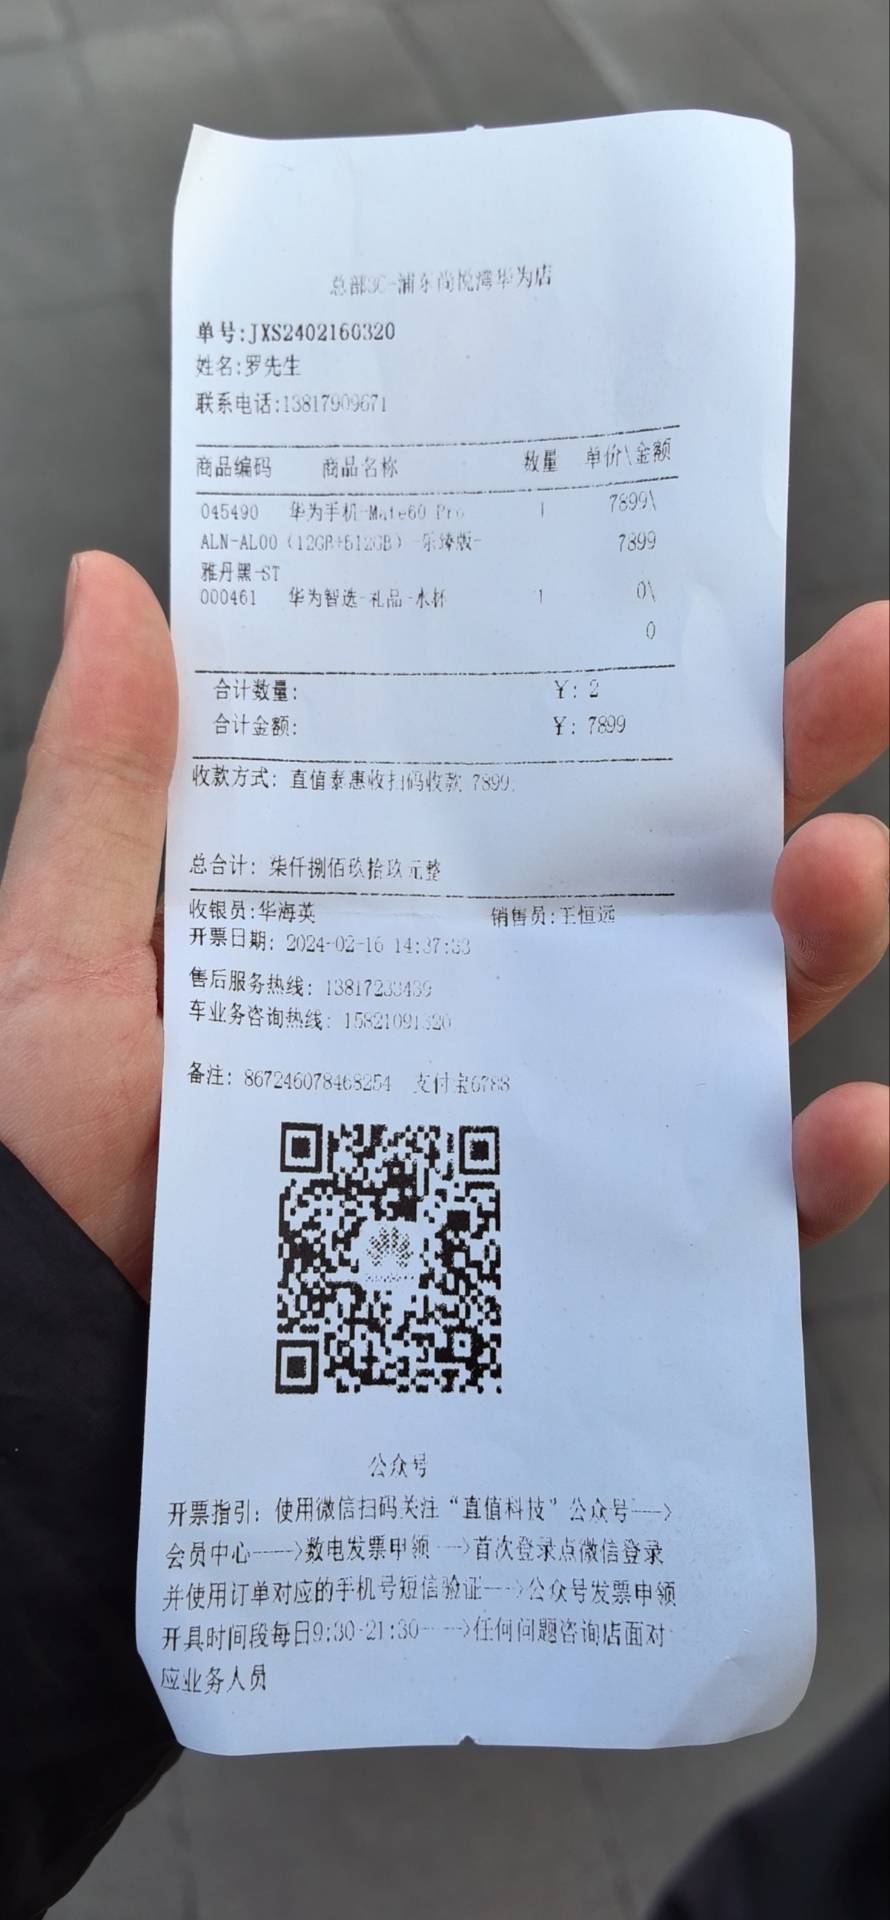 总部3C-浦东尚悦湾华为店
单号:JXS2402160320
姓名:罗先生
联系电话:13817909671
商品编码 商品名称 数量 单价\金额
045490 华为手机-Mate60 Pro 1 7899\
ALN-AL00（12GB+512GB）-乐臻版- 7899
雅丹黑-ST
000461 华为智选-礼品-水杯 1 0\
0
合计数量: ￥: 2
合计金额: ￥: 7899
收款方式: 直值泰惠收扫码收款 7899.
总合计: 柒仟捌佰玖拾玖元整
收银员:华海英 销售员:王恒远
开票日期: 2024-02-16 14:37:33
售后服务热线: 13817233439
车业务咨询热线: 15821091320
备注: 867246078468254 支付宝6788
公众号
开票指引: 使用微信扫码关注“直值科技”公众号--->
会员中心---->数电发票申领--->首次登录点微信登录
并使用订单对应的手机号短信验证--->公众号发票申领
开具时间段每日9:30-21:30---->任何问题咨询店面对
应业务人员